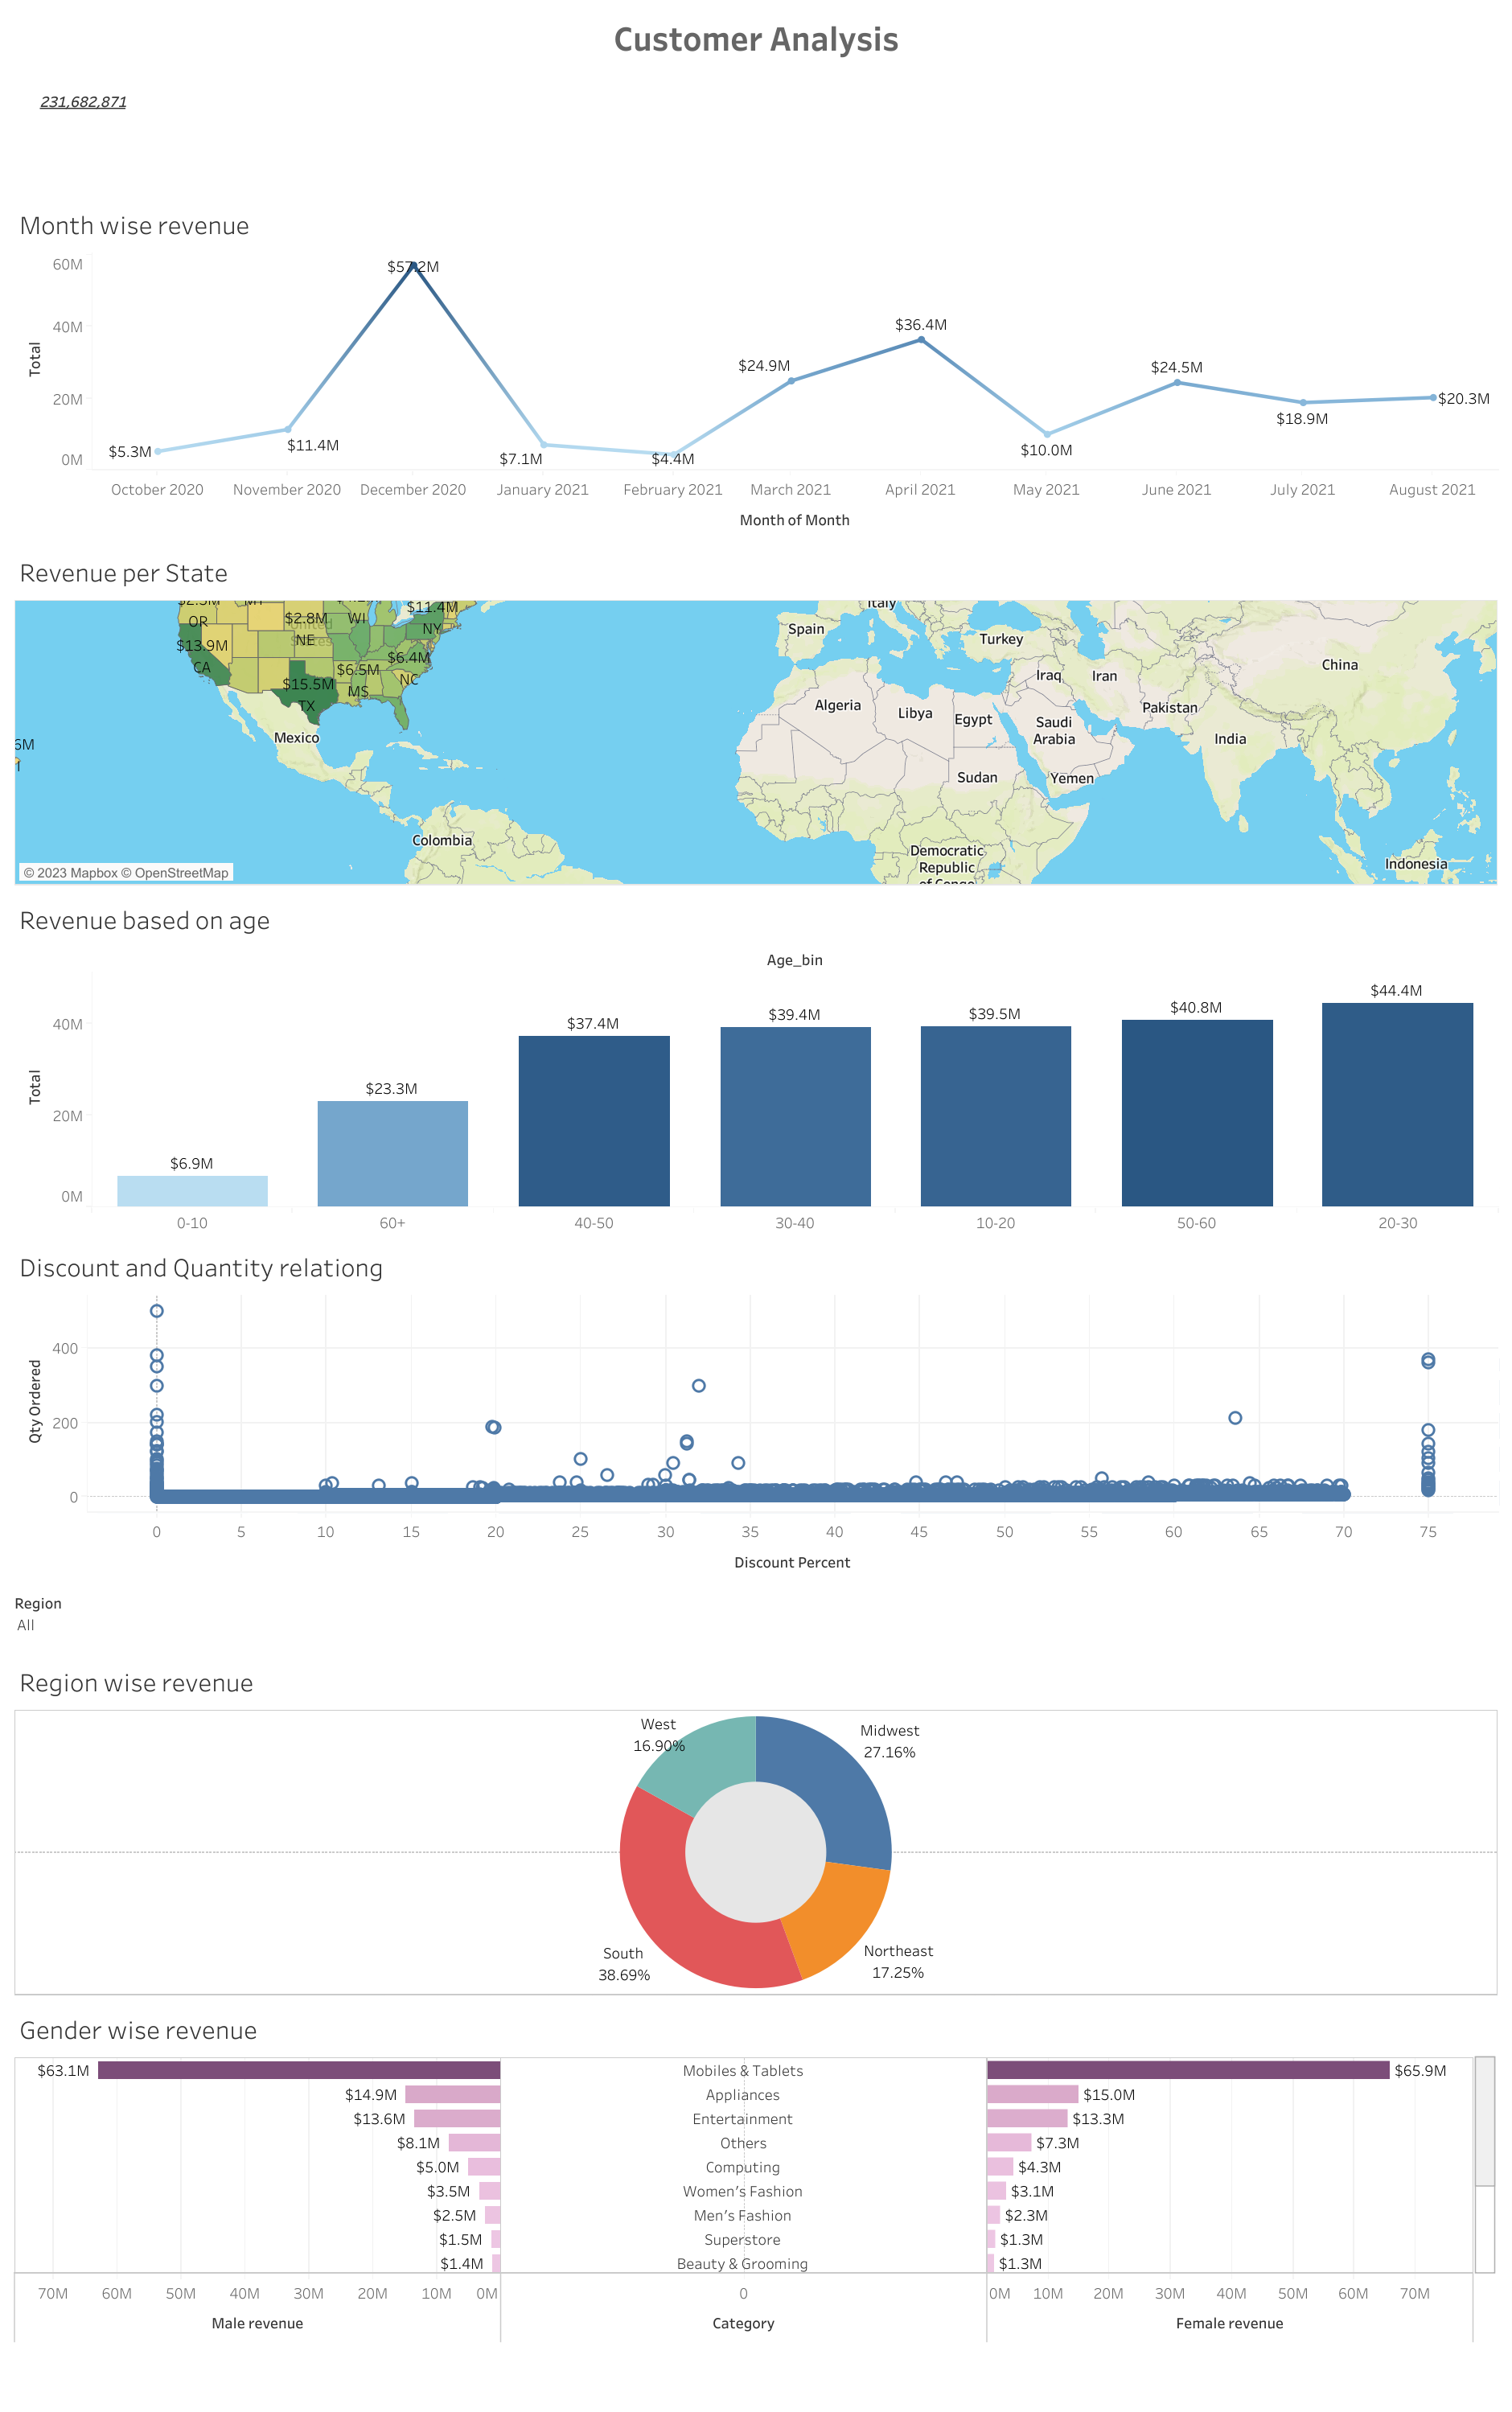 Customer Analysis
231,682,871
Month wise revenue
60M
40M
20M
0M
Total
$5.3M
$11.4M
$57.2M
$7.1M
$4.4M
$24.9M
$36.4M
$10.0M
$24.5M
$18.9M
$20.3M
October 2020 November 2020 December 2020 January 2021 February 2021 March 2021 April 2021 May 2021 June 2021 July 2021 August 2021
Month of Month
Revenue per State
OR
$2.8M
NE
WI
$11.4M
NY
$13.9M
CA
$6.5M
MS
$6.4M
NC
$15.5M
TX
United
Mexico
Colombia
Italy
Spain
Turkey
Iraq
Iran
China
Algeria
Libya
Egypt
Saudi
Arabia
Pakistan
India
Sudan
Yemen
Democratic
Republic
of Congo
Indonesia
© 2023 Mapbox © OpenStreetMap
Revenue based on age
Age_bin
40M
20M
0M
Total
$6.9M
$23.3M
$37.4M
$39.4M
$39.5M
$40.8M
$44.4M
0-10 60+ 40-50 30-40 10-20 50-60 20-30
Discount and Quantity relationg
400
200
0
Qty Ordered
0 5 10 15 20 25 30 35 40 45 50 55 60 65 70 75
Discount Percent
Region
All
Region wise revenue
West
16.90%
Midwest
27.16%
South
38.69%
Northeast
17.25%
Gender wise revenue
$63.1M Mobiles & Tablets $65.9M
$14.9M Appliances $15.0M
$13.6M Entertainment $13.3M
$8.1M Others $7.3M
$5.0M Computing $4.3M
$3.5M Women's Fashion $3.1M
$2.5M Men's Fashion $2.3M
$1.5M Superstore $1.3M
$1.4M Beauty & Grooming $1.3M
70M 60M 50M 40M 30M 20M 10M 0M 0 0M 10M 20M 30M 40M 50M 60M 70M
Male revenue Category Female revenue